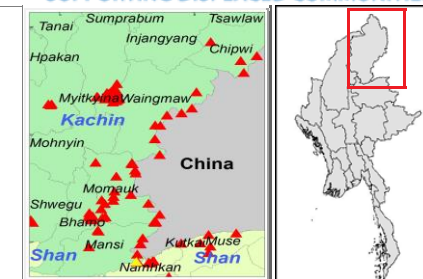 Sumprabum
Tsawlaw
Tanai
Injangyang
Chipwi
Hpakan
Myitkyina
Waingmaw
Kachin
Mohnyin
China
Momauk
Shwegu
Bhamo
Mansi
Kutkai
Muse
Shan
Shan
Namhkan